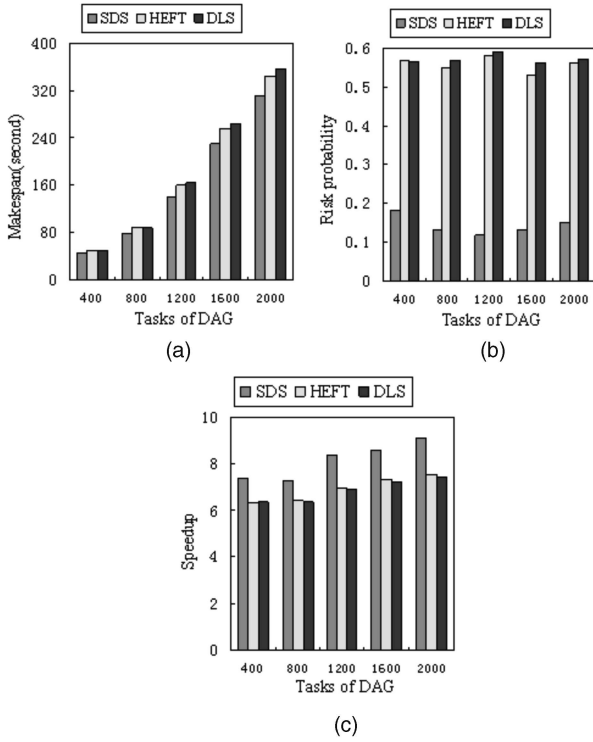 SDS HEFT DLS
400
320
240
160
80
0
Makespan(second)
400 800 1200 1600 2000
Tasks of DAG
(a)
SDS HEFT DLS
0.6
0.5
0.4
0.3
0.2
0.1
0
Risk probability
400 800 1200 1600 2000
Tasks of DAG
(b)
SDS HEFT DLS
10
8
6
4
2
0
Speedup
400 800 1200 1600 2000
Tasks of DAG
(c)